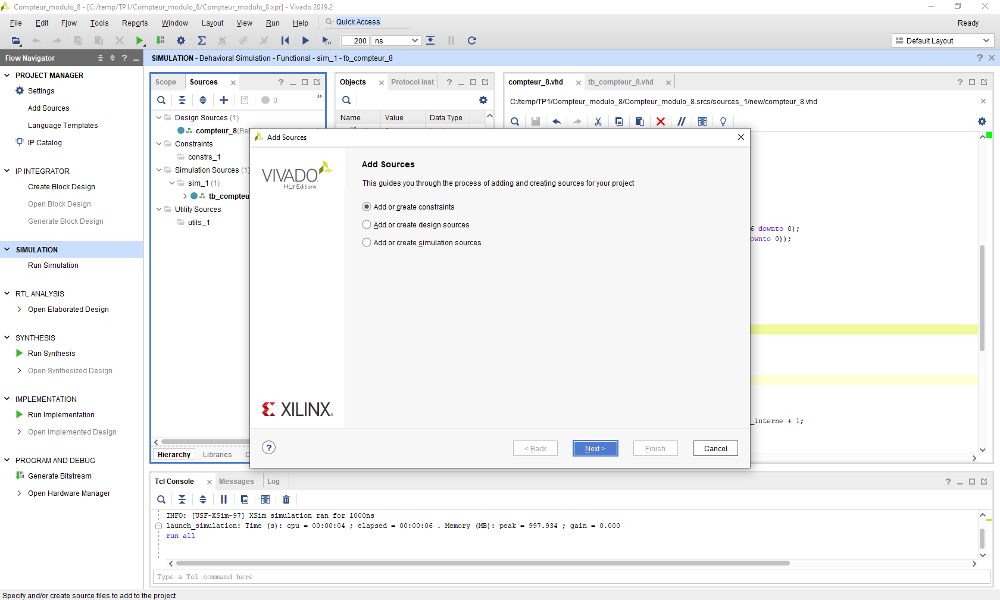 Compteur_modulo_8 - [C:/temp/TP1/Compteur_modulo_8/Compteur_modulo_8.xpr] - Vivado 2019.2
File Edit Flow Tools Reports Window Layout View Run Help Quick Access Ready
200 ns Default Layout
Flow Navigator
PROJECT MANAGER
Settings
Add Sources
Language Templates
IP Catalog
IP INTEGRATOR
Create Block Design
Open Block Design
Generate Block Design
SIMULATION
Run Simulation
RTL ANALYSIS
Open Elaborated Design
SYNTHESIS
Run Synthesis
Open Synthesized Design
IMPLEMENTATION
Run Implementation
Open Implemented Design
PROGRAM AND DEBUG
Generate Bitstream
Open Hardware Manager
SIMULATION - Behavioral Simulation - Functional - sim_1 - tb_compteur_8
Scope Sources
0
Design Sources (1)
compteur_8(Be
Constraints
constrs_1
Simulation Sources (1)
sim_1 (1)
tb_compteu
Utility Sources
utils_1
Hierarchy Libraries
Objects Protocol Inst
Name Value Data Type
compteur_8.vhd tb_compteur_8.vhd
C:/temp/TP1/Compteur_modulo_8/Compteur_modulo_8.srcs/sources_1/new/compteur_8.vhd
6 downto 0);
ownto 0));
_interne + 1;
Add Sources
VIVADO.
HLx Editions
XILINX
Add Sources
This guides you through the process of adding and creating sources for your project
Add or create constraints
Add or create design sources
Add or create simulation sources
? < Back Next > Finish Cancel
Tcl Console Messages Log
INFO: [USF-XSim-97] XSim simulation ran for 1000ns
launch_simulation: Time (s): cpu = 00:00:04 ; elapsed = 00:00:06 . Memory (MB): peak = 997.934 ; gain = 0.000
run all
Type a Tcl command here
Specify and/or create source files to add to the project